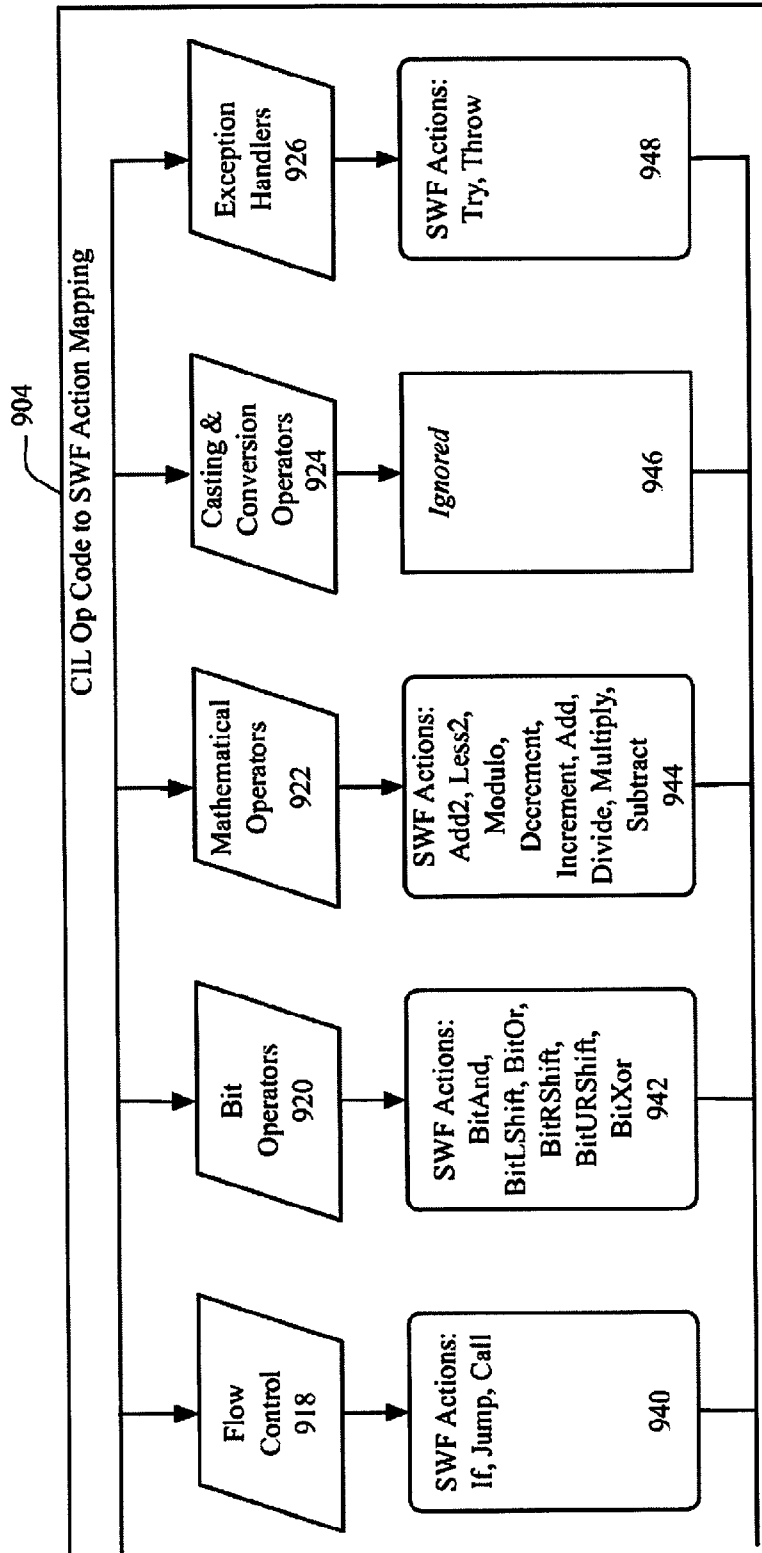 904
CIL Op Code to SWF Action Mapping
Flow
Control
918
SWF Actions:
If, Jump, Call
940
Bit
Operators
920
SWF Actions:
BitAnd,
BitLShift, BitOr,
BitRShift,
BitURShift,
BitXor
942
Mathematical
Operators
922
SWF Actions:
Add2, Less2,
Modulo,
Decrement,
Increment, Add,
Divide, Multiply,
Subtract
944
Casting &
Conversion
Operators
924
Ignored
946
Exception
Handlers
926
SWF Actions:
Try, Throw
948